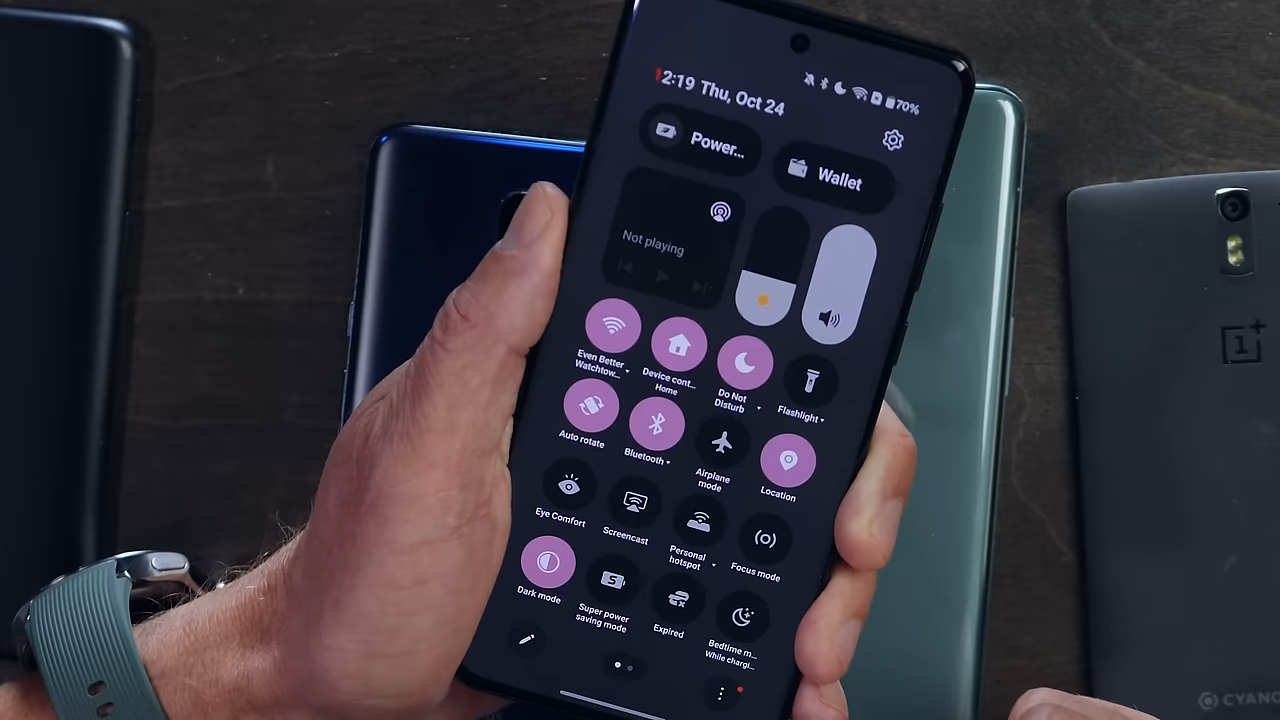 12:19 Thu, Oct 24
70%
Power...
Wallet
Not playing
Even Better
Watchtow...
Device cont...
Home
Do Not
Disturb
Flashlight
Auto rotate
Bluetooth
Airplane
mode
Location
Eye Comfort
Screencast
Personal
hotspot
Focus mode
Dark mode
S
Super power
saving mode
Expired
Bedtime m...
While chargi...
1+
CYANO